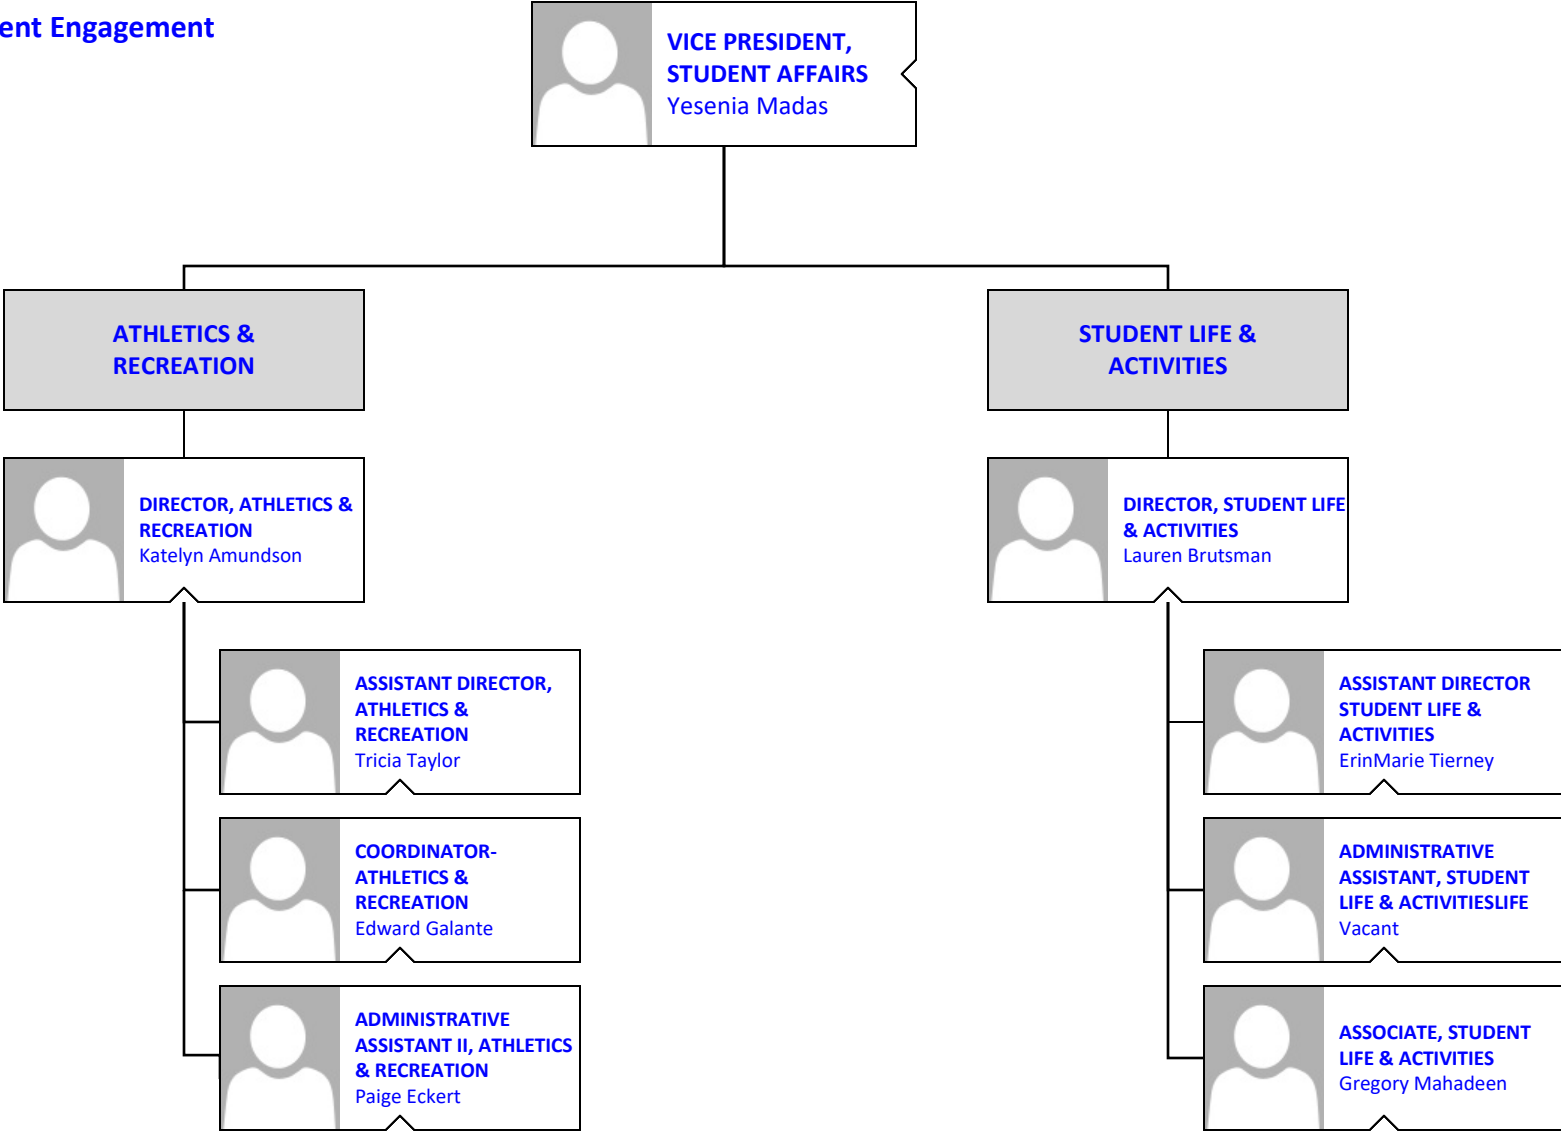 ent Engagement
VICE PRESIDENT,
STUDENT AFFAIRS
Yesenia Madas
ATHLETICS &
RECREATION
STUDENT LIFE &
ACTIVITIES
DIRECTOR, ATHLETICS &
RECREATION
Katelyn Amundson
DIRECTOR, STUDENT LIFE
& ACTIVITIES
Lauren Brutsman
ASSISTANT DIRECTOR,
ATHLETICS &
RECREATION
Tricia Taylor
ASSISTANT DIRECTOR
STUDENT LIFE &
ACTIVITIES
ErinMarie Tierney
COORDINATOR-
ATHLETICS &
RECREATION
Edward Galante
ADMINISTRATIVE
ASSISTANT, STUDENT
LIFE & ACTIVITIESLIFE
Vacant
ADMINISTRATIVE
ASSISTANT II, ATHLETICS
& RECREATION
Paige Eckert
ASSOCIATE, STUDENT
LIFE & ACTIVITIES
Gregory Mahadeen